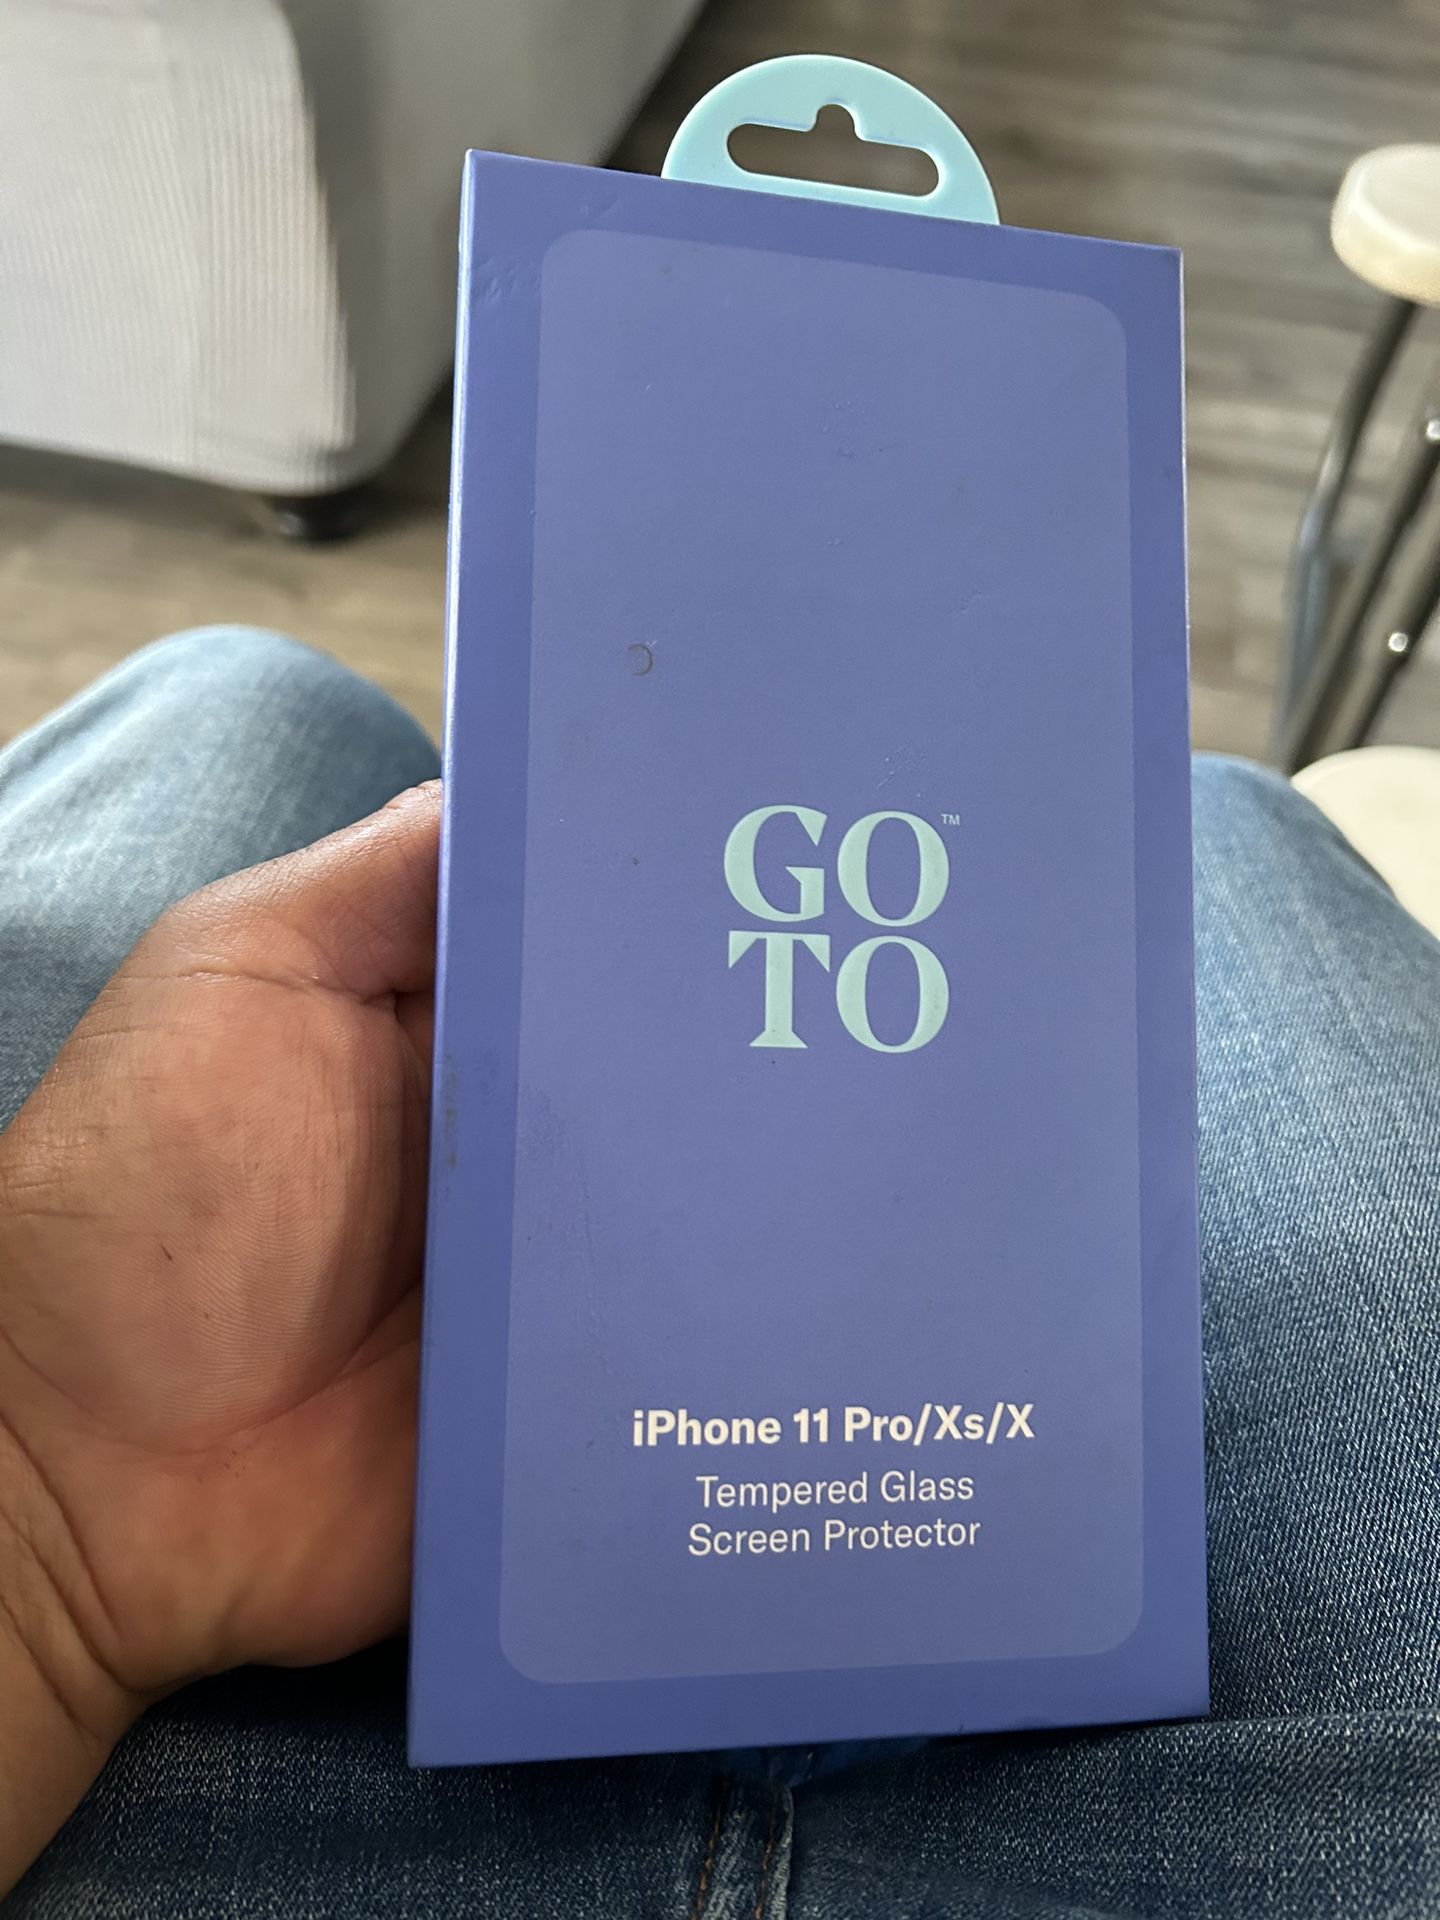 GO™
TO
iPhone 11 Pro/Xs/X
Tempered Glass
Screen Protector